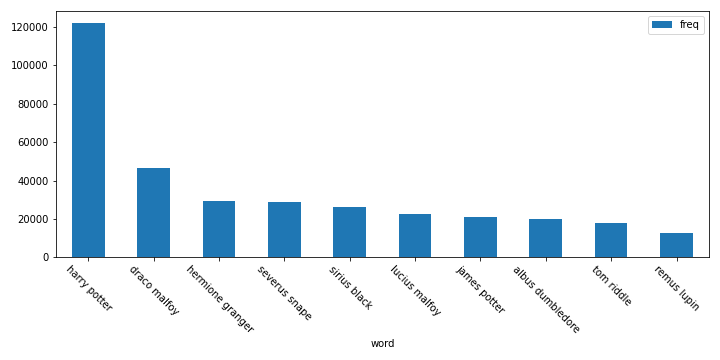 120000
100000
80000
60000
40000
20000
0
freq
harry potter
draco malfoy
hermione granger
severus snape
sirius black
lucius malfoy
james potter
albus dumbledore
tom riddle
remus lupin
word